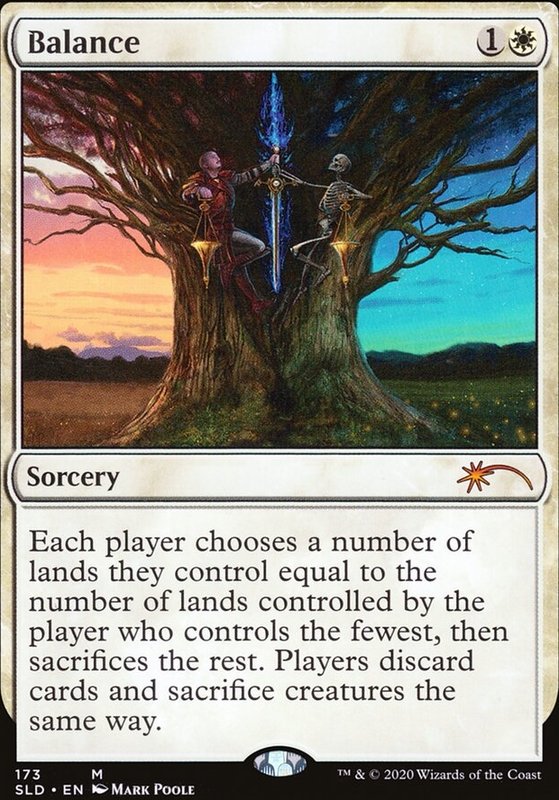 Balance 1
Sorcery
Each player chooses a number of
lands they control equal to the
number of lands controlled by the
player who controls the fewest, then
sacrifices the rest. Players discard
cards and sacrifice creatures the
same way.
173 M
SLD • EN MARK POOLE
™ & © 2020 Wizards of the Coast